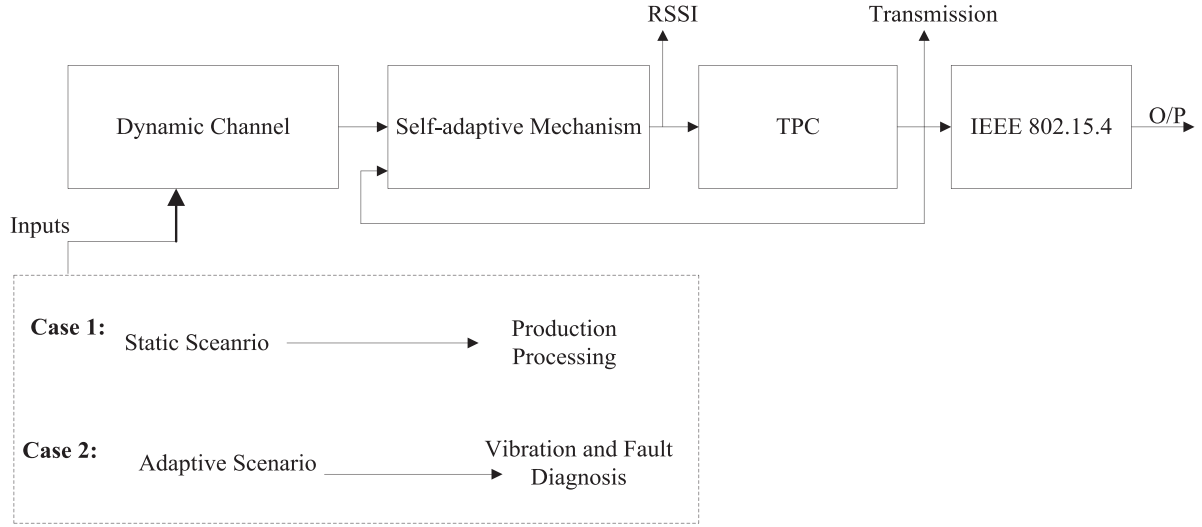 RSSI
Transmission
Dynamic Channel
Self-adaptive Mechanism
TPC
IEEE 802.15.4
O/P
Inputs
Case 1:
Static Sceanrio
Production
Processing
Case 2:
Adaptive Scenario
Vibration and Fault
Diagnosis